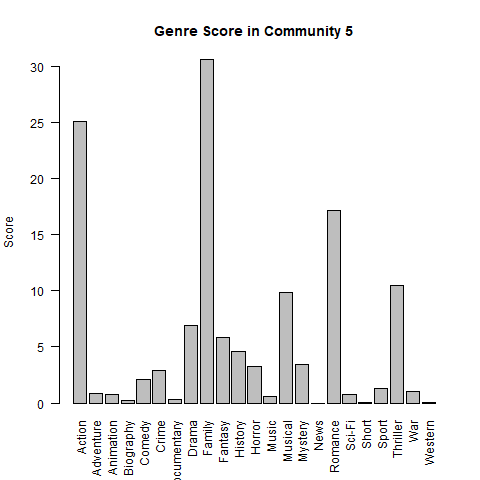 Genre Score in Community 5
Score
30
25
20
15
10
5
0
Action
Adventure
Animation
Biography
Comedy
Crime
ocumentary
Drama
Family
Fantasy
History
Horror
Music
Musical
Mystery
News
Romance
Sci-Fi
Short
Sport
Thriller
War
Western